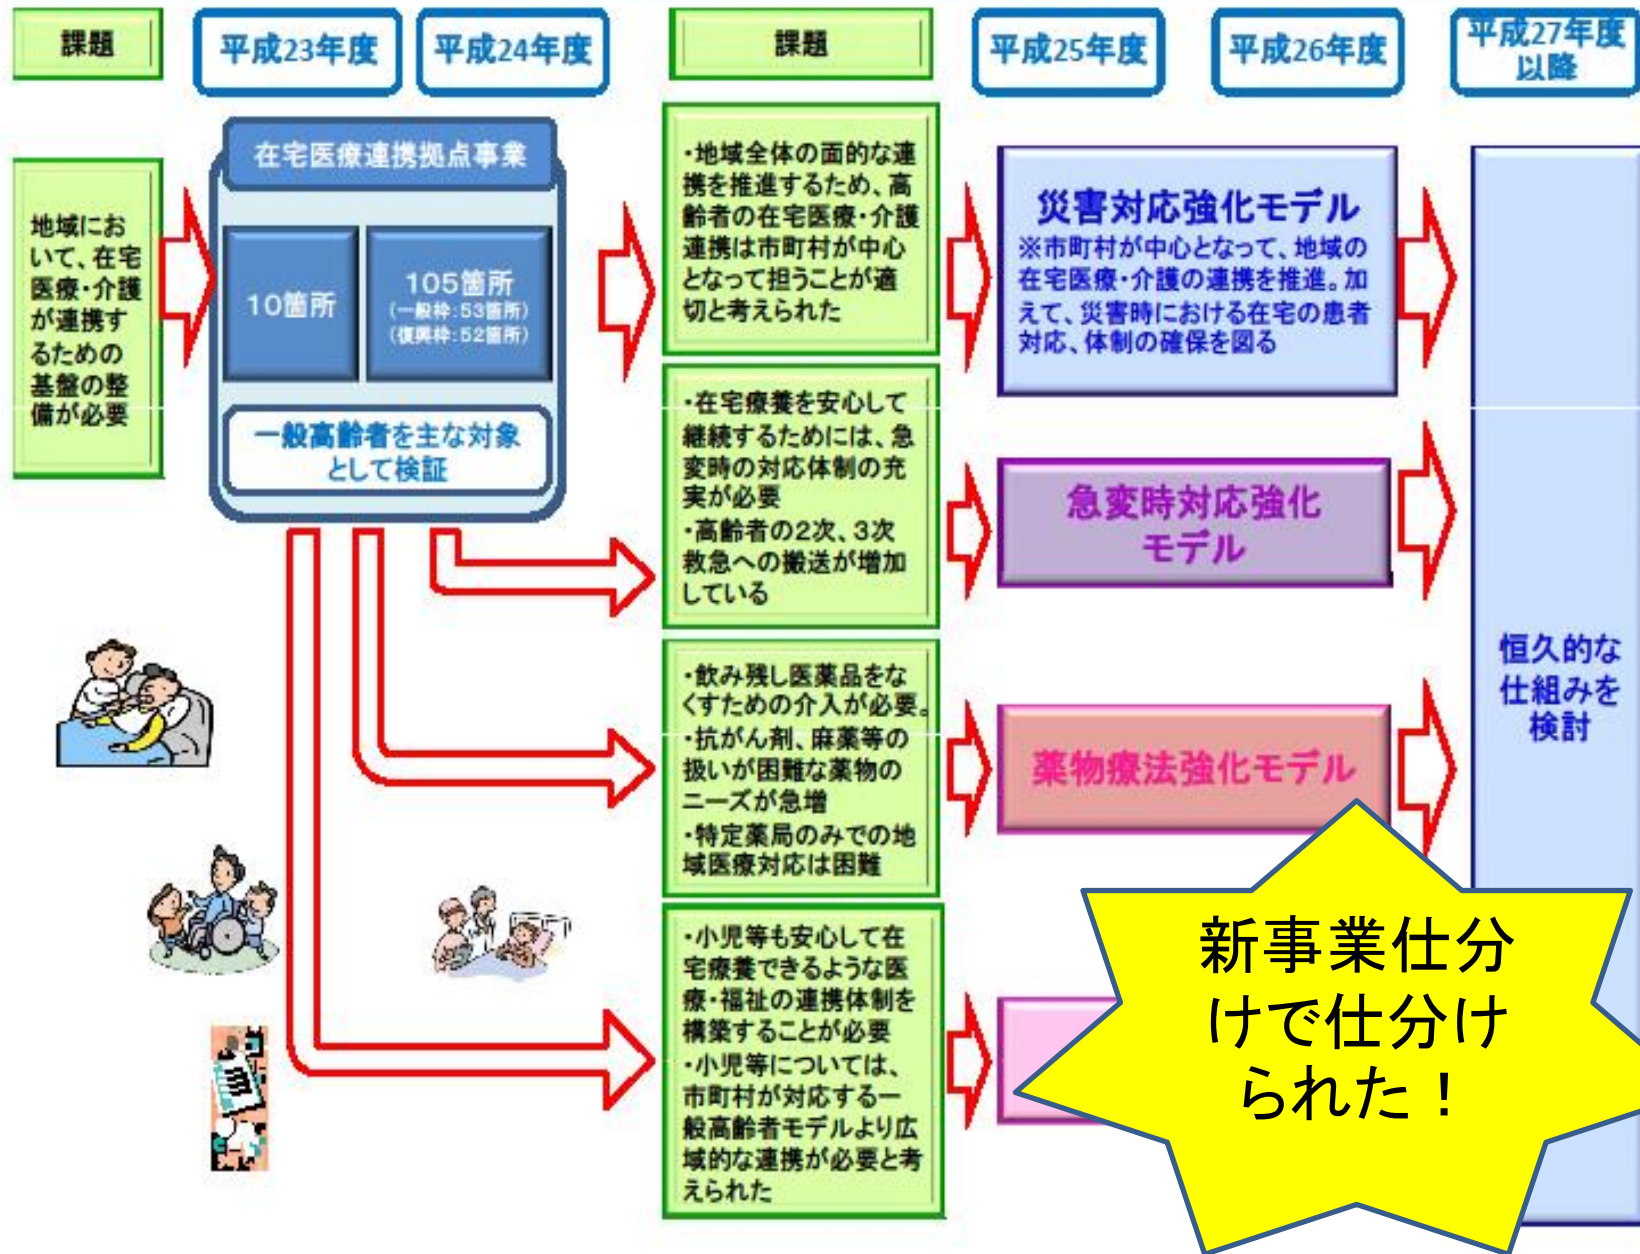 課題
平成23年度
平成24年度
課題
平成25年度
平成26年度
平成27年度
以降
地域にお
いて、在宅
医療・介護
が連携す
るための
基盤の整
備が必要
在宅医療連携拠点事業
10箇所
105箇所
(一般枠:53箇所)
(復興枠:52箇所)
一般高齢者を主な対象
として検証
・地域全体の面的な連
携を推進するため、高
齢者の在宅医療・介護
連携は市町村が中心
となって担うことが適
切と考えられた
災害対応強化モデル
※市町村が中心となって、地域の
在宅医療・介護の連携を推進。加
えて、災害時における在宅の患者
対応、体制の確保を図る
・在宅療養を安心して
継続するためには、急
変時の対応体制の充
実が必要
・高齢者の2次、3次
救急への搬送が増加
している
急変時対応強化
モデル
・飲み残し医薬品をな
くすための介入が必要。
・抗がん剤、麻薬等の
扱いが困難な薬物の
ニーズが急増
・特定薬局のみでの地
域医療対応は困難
薬物療法強化モデル
・小児等も安心して在
宅療養できるような医
療・福祉の連携体制を
構築することが必要
・小児等については、
市町村が対応する一
般高齢者モデルより広
域的な連携が必要と考
えられた
恒久的な
仕組みを
検討
新事業仕分
けで仕分け
られた！